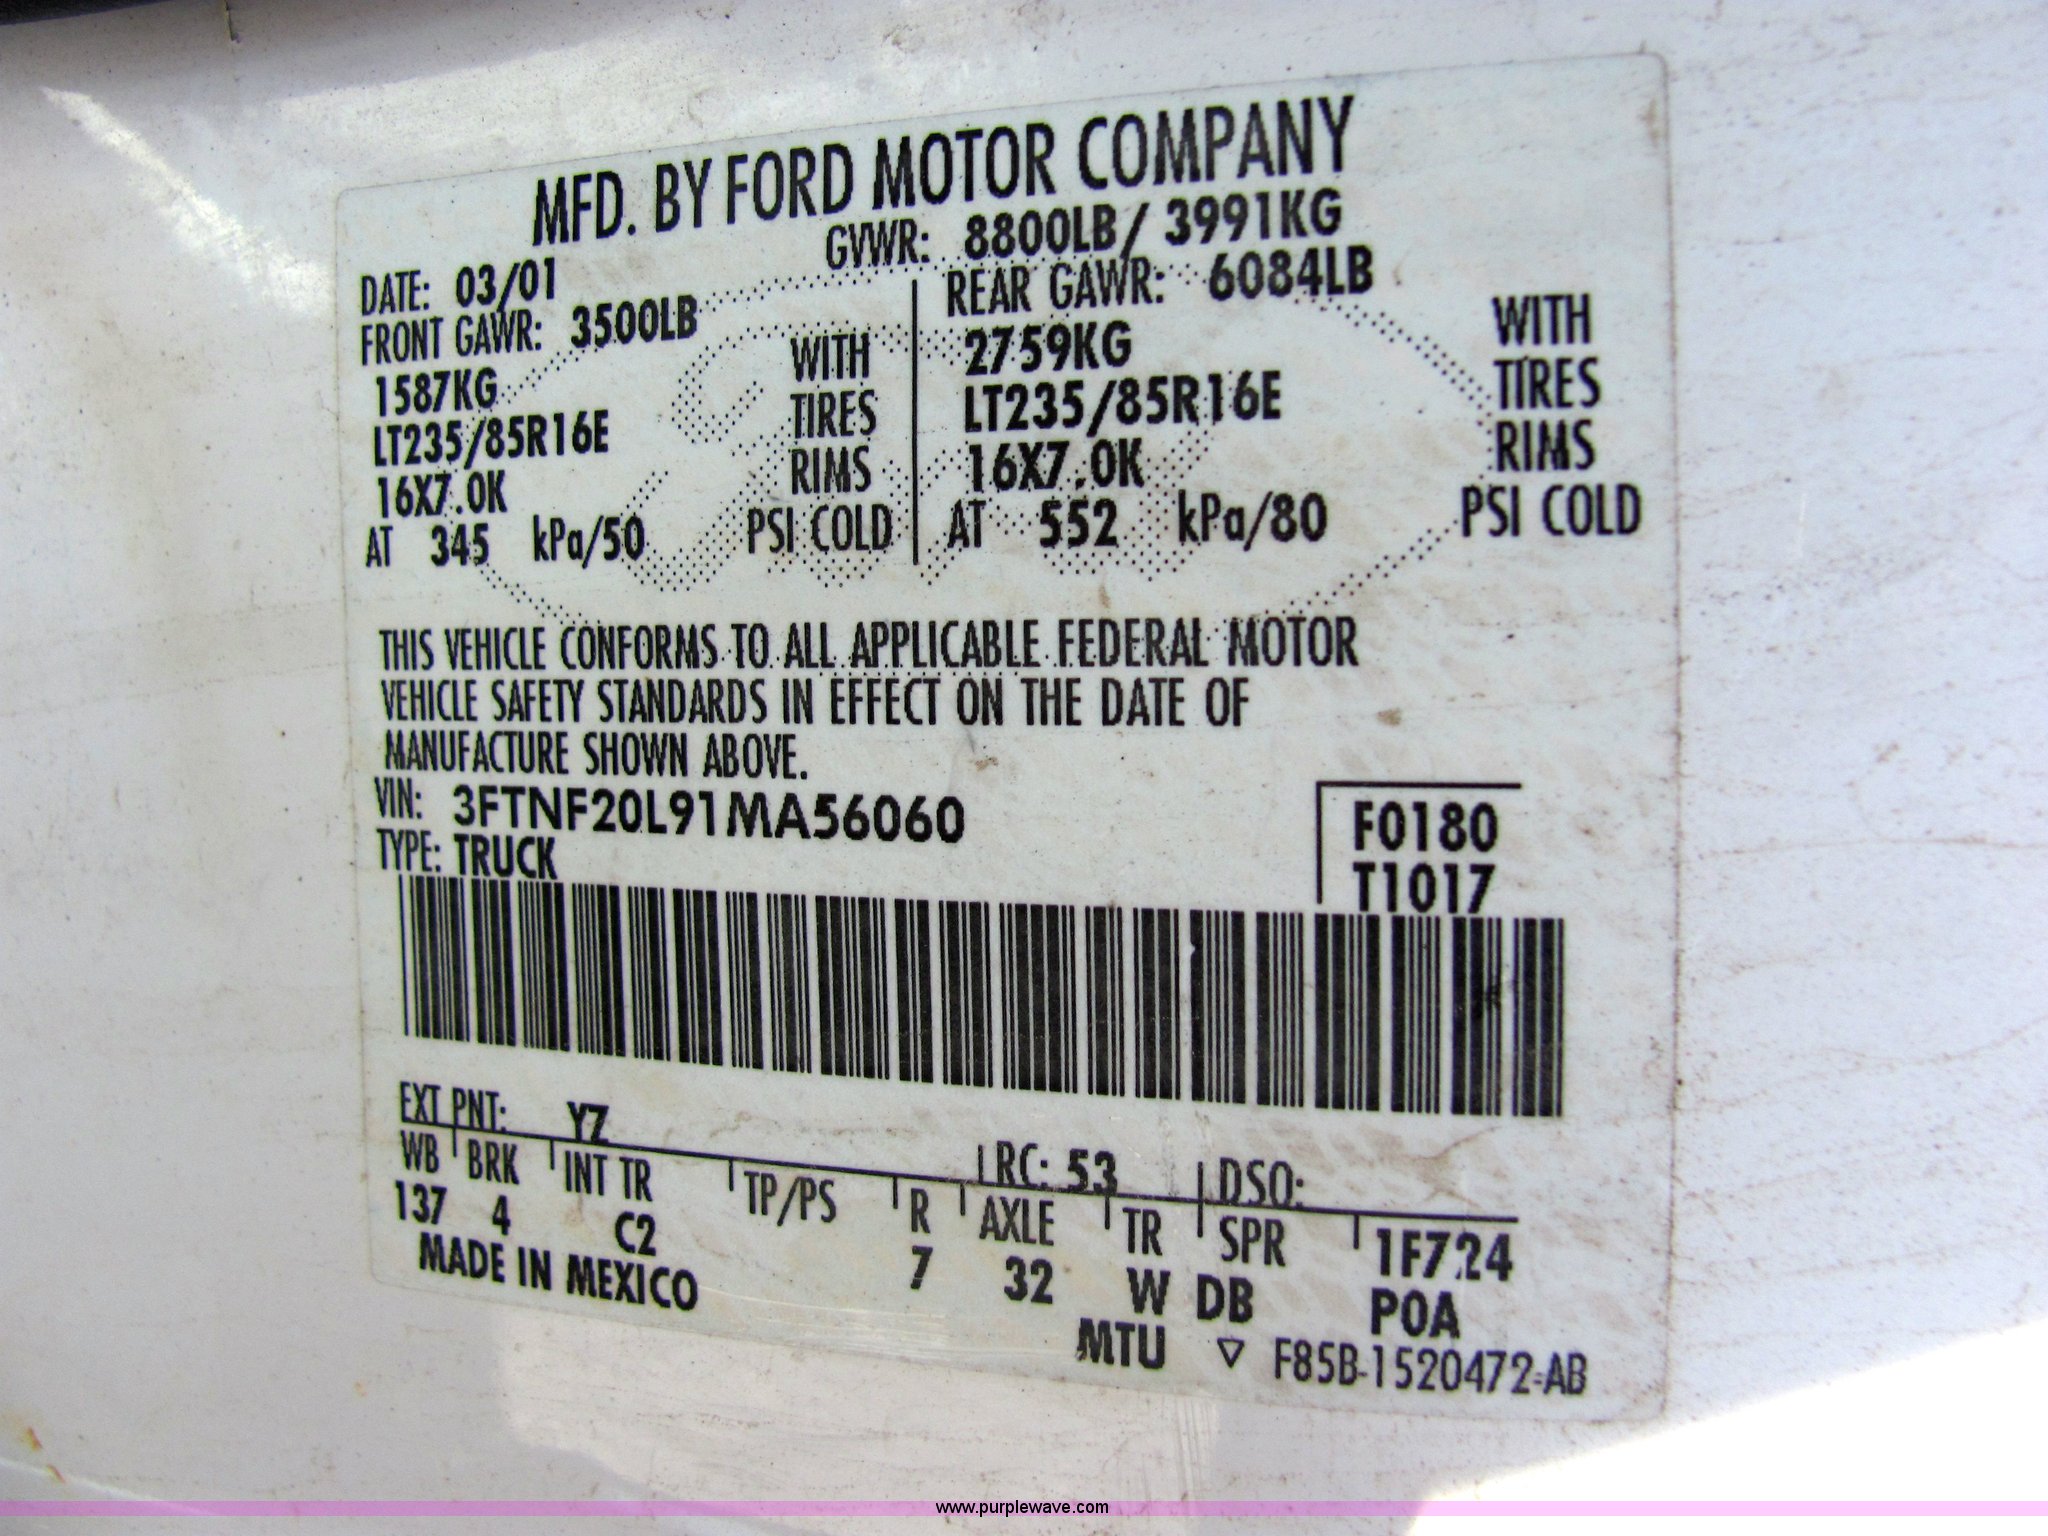 MFD. BY FORD MOTOR COMPANY
DATE: 03/01 GVWR: 8800LB/ 3991KG
FRONT GAWR: 3500LB REAR GAWR: 6084LB
1587KG WITH 2759KG WITH
LT235/85R16E TIRES LT235/85R16E TIRES
16X7.0K RIMS 16X7.0K RIMS
AT 345 kPa/50 PSI COLD AT 552 kPa/80 PSI COLD
THIS VEHICLE CONFORMS TO ALL APPLICABLE FEDERAL MOTOR
VEHICLE SAFETY STANDARDS IN EFFECT ON THE DATE OF
MANUFACTURE SHOWN ABOVE.
VIN: 3FTNF20L91MA56060 F0180
TYPE: TRUCK T1017
EXT PNT: YZ RC: 53 DSO:
WB BRK INT TR TP/PS R AXLE TR SPR 1F724
137 4 C2 7 32 W DB POA
MADE IN MEXICO MTU ▽ F85B-1520472-AB
www.purplewave.com